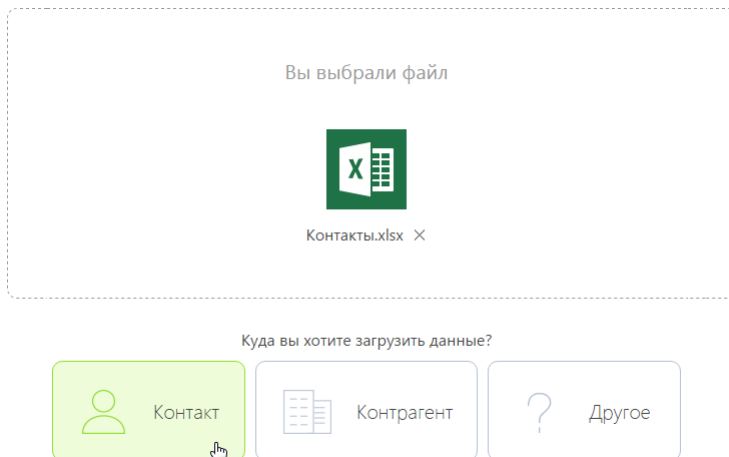 Вы выбрали файл
X
Контакты.xlsx
Куда вы хотите загрузить данные?
Контакт
Контрагент
? Другое